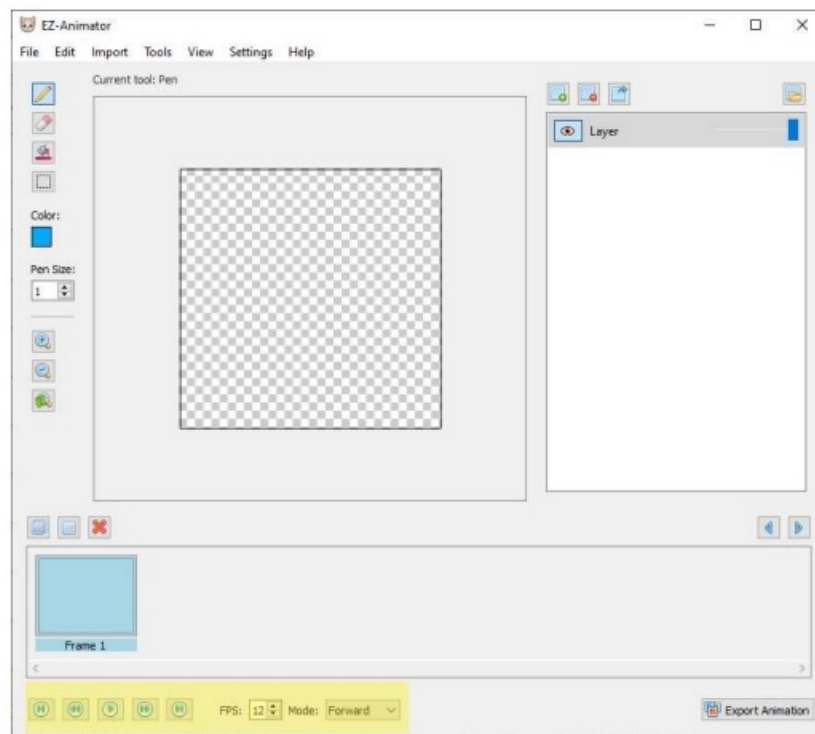 EZ-Animator
File Edit Import Tools View Settings Help
Current tool: Pen
Layer
Color:
Pen Size:
1
Frame 1
FPS: 12 Mode: Forward
Export Animation